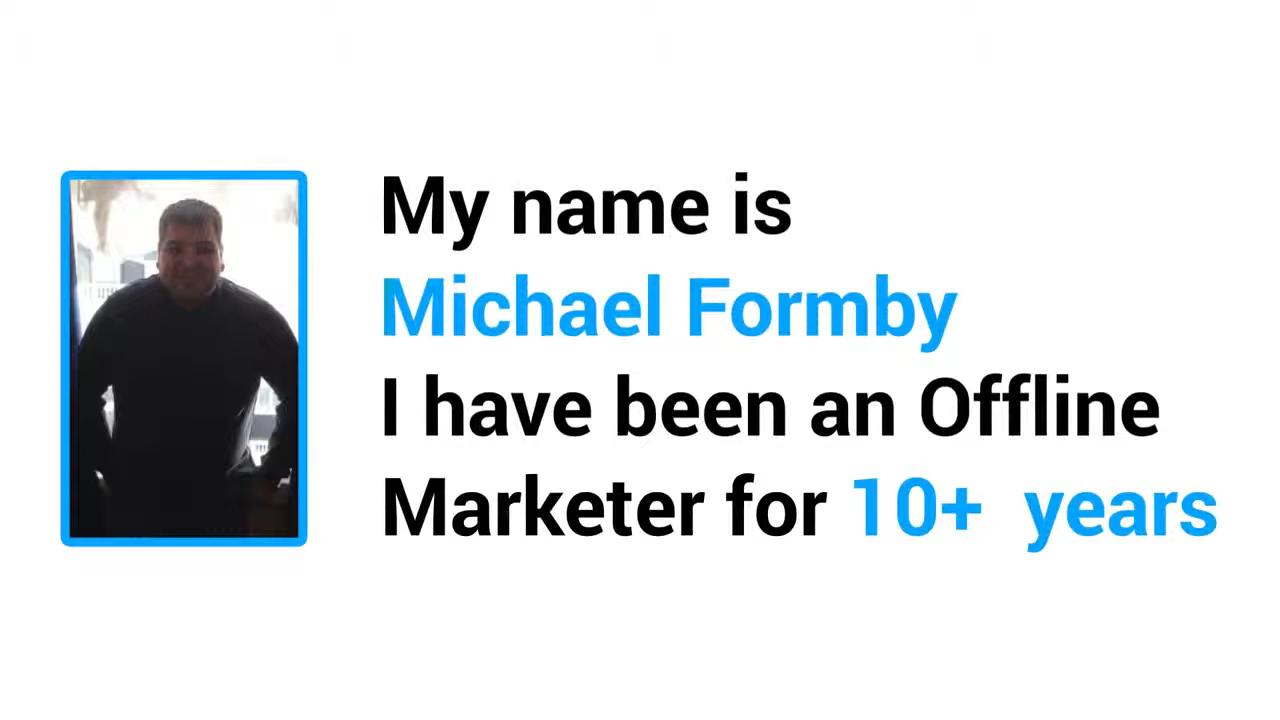 My name is
Michael Formby
I have been an Offline
Marketer for 10+ years